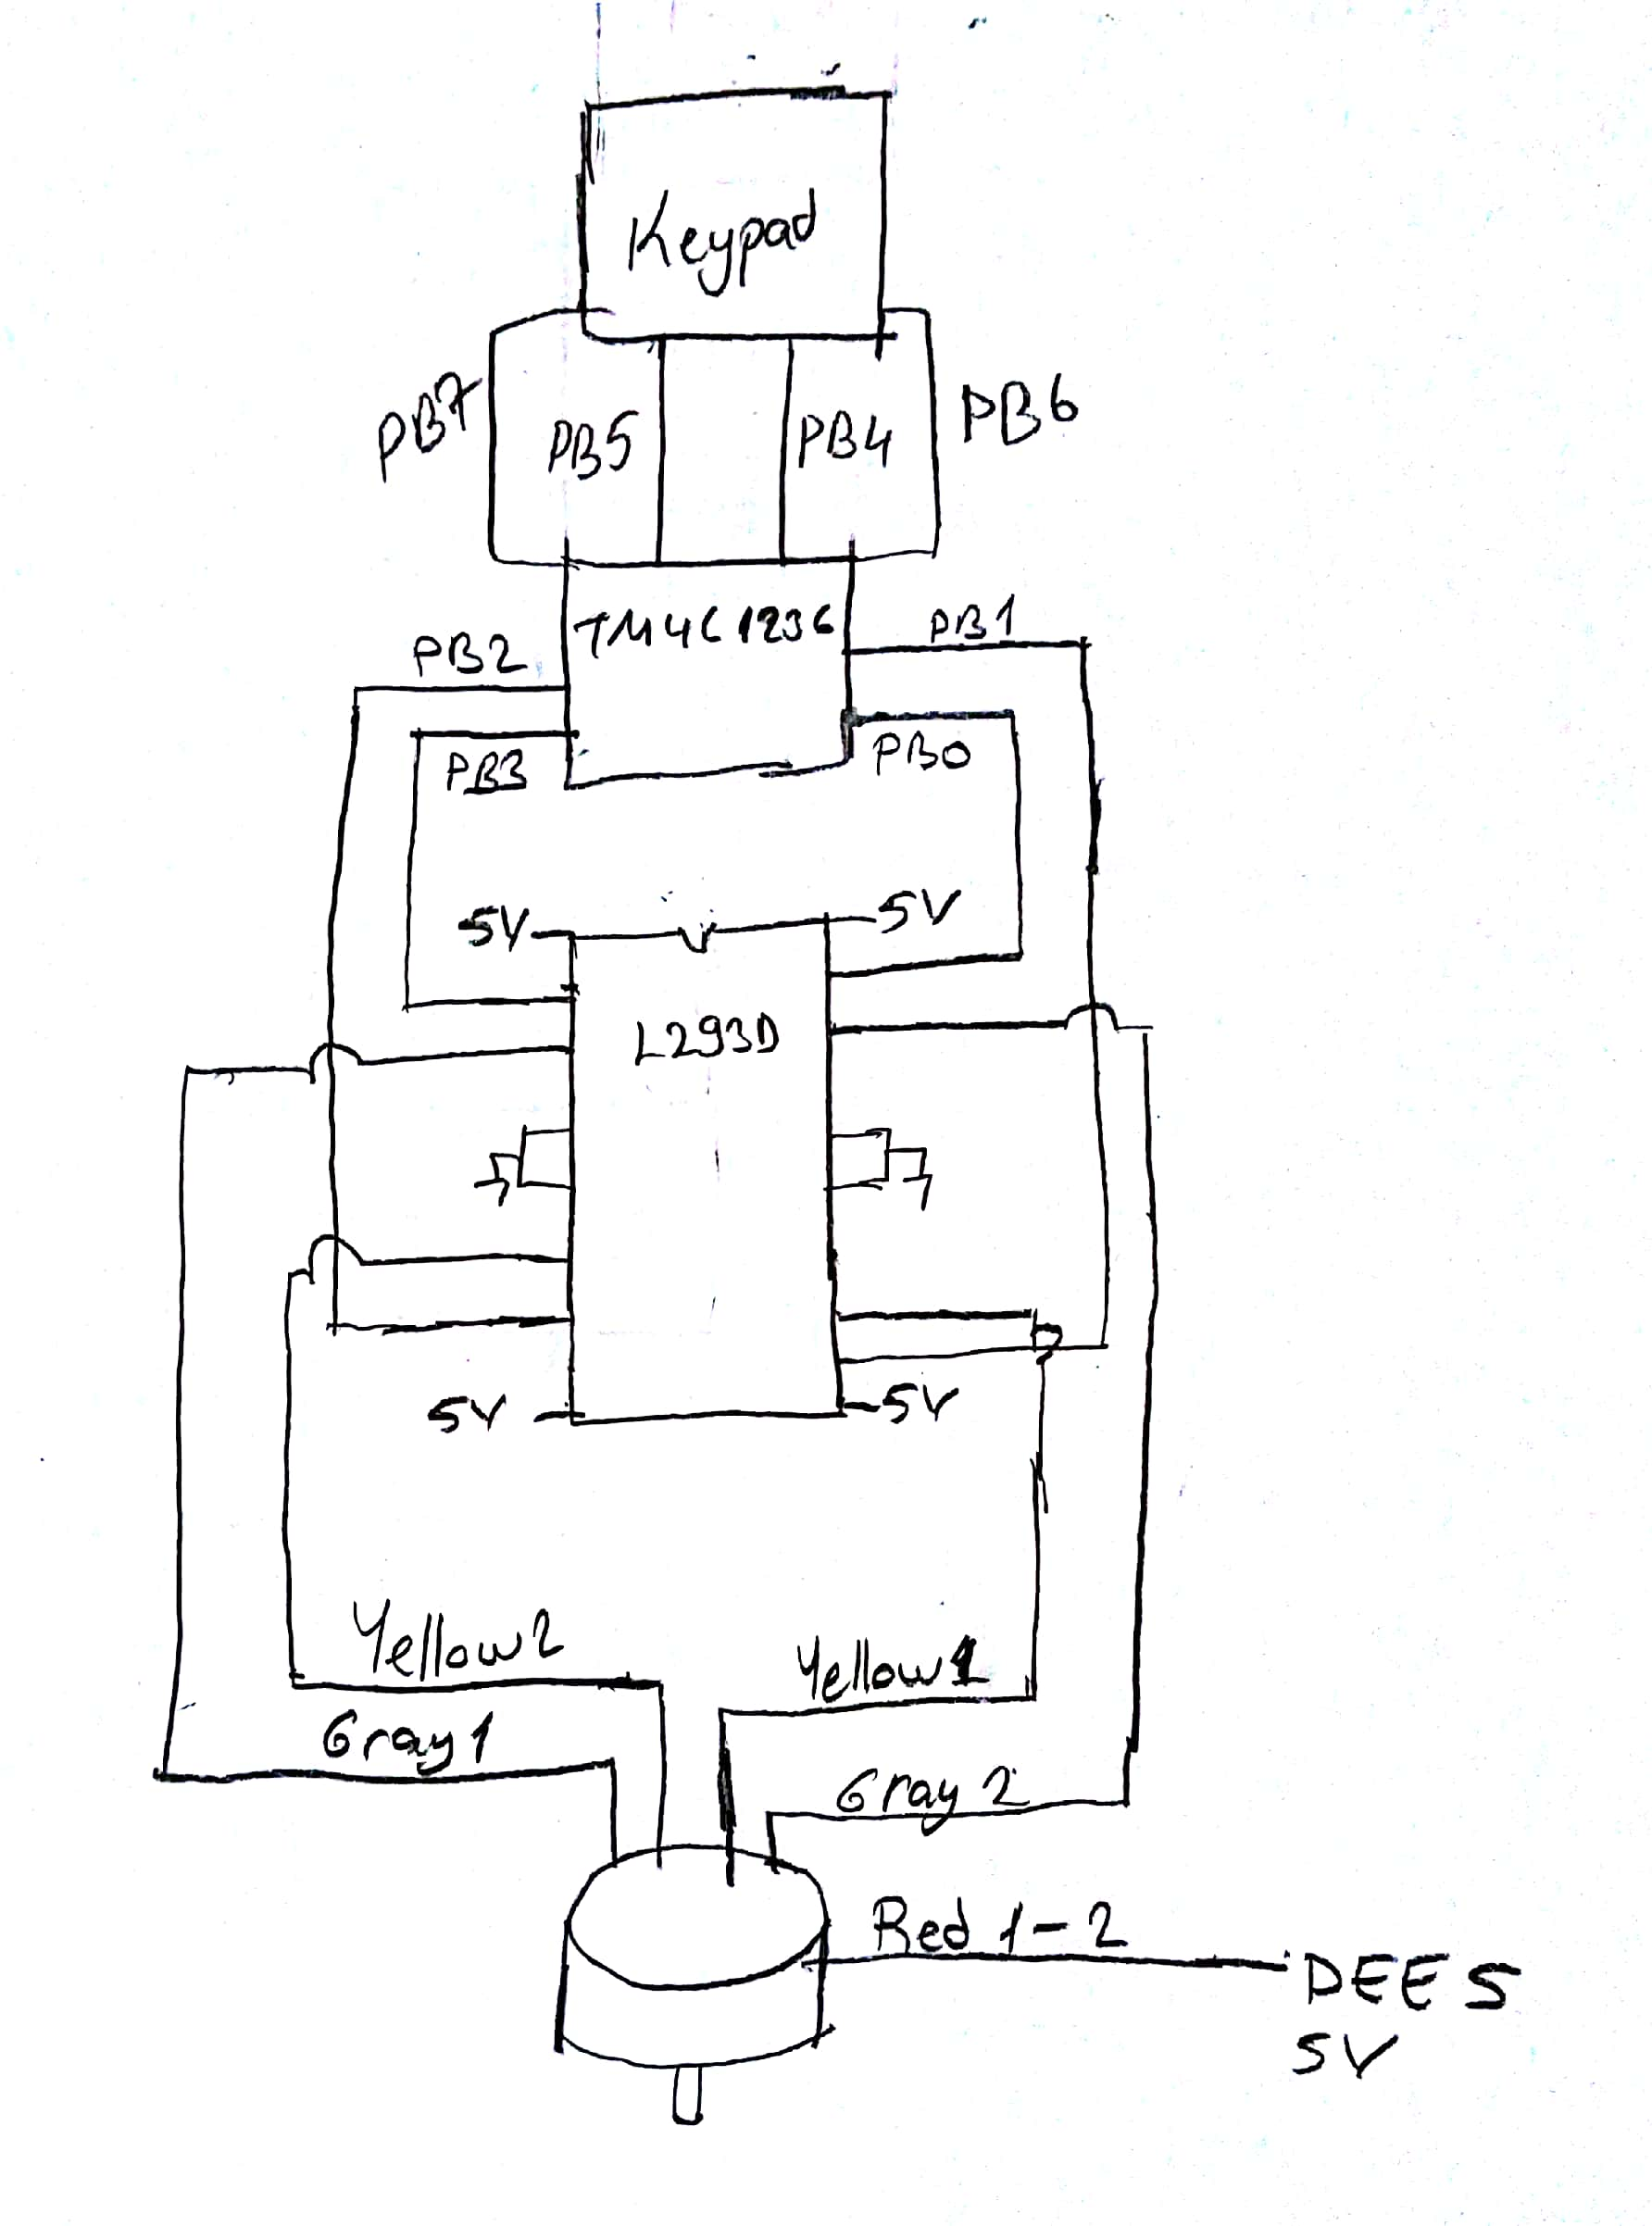 Keypad
PB7
PB5
PB4
PB6
TM4C123G
PB2
PB1
PB3
PB0
5V
5V
L293D
5V
5V
Yellow2
Yellow1
Gray1
Gray 2
Red 1-2
DEES
5V